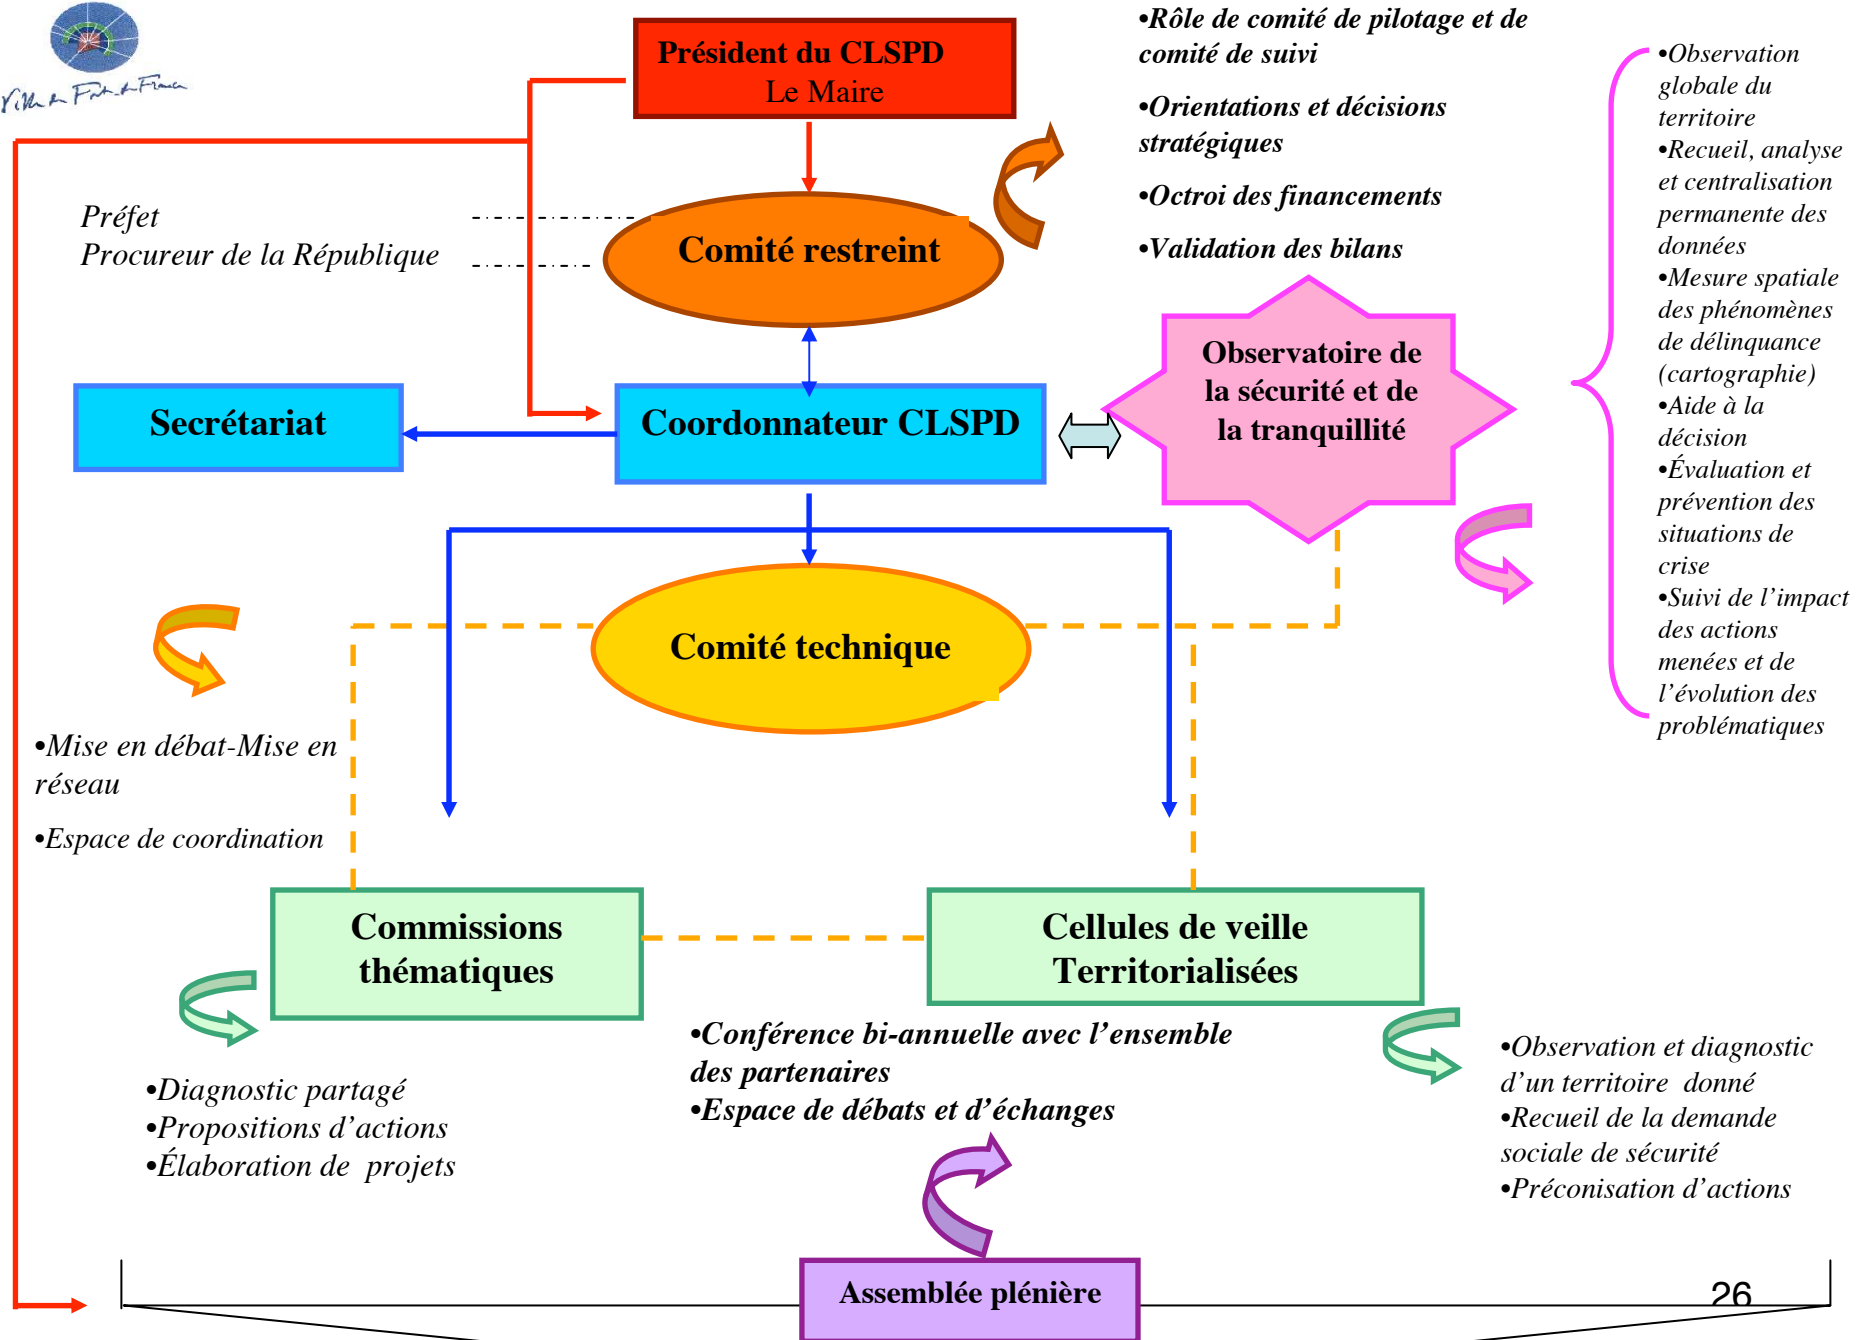 Ville de Fort-de-France
Président du CLSPD
Le Maire
•Rôle de comité de pilotage et de
comité de suivi
•Orientations et décisions
stratégiques
•Octroi des financements
•Validation des bilans
Préfet
Procureur de la République
Comité restreint
•Observation
globale du
territoire
•Recueil, analyse
et centralisation
permanente des
données
•Mesure spatiale
des phénomènes
de délinquance
(cartographie)
•Aide à la
décision
•Évaluation et
prévention des
situations de
crise
•Suivi de l’impact
des actions
menées et de
l’évolution des
problématiques
Observatoire de
la sécurité et de
la tranquillité
Secrétariat
Coordonnateur CLSPD
Comité technique
•Mise en débat-Mise en
réseau
•Espace de coordination
Commissions
thématiques
Cellules de veille
Territorialisées
•Diagnostic partagé
•Propositions d’actions
•Élaboration de  projets
•Conférence bi-annuelle avec l’ensemble
des partenaires
•Espace de débats et d’échanges
•Observation et diagnostic
d’un territoire  donné
•Recueil de la demande
sociale de sécurité
•Préconisation d’actions
Assemblée plénière
26